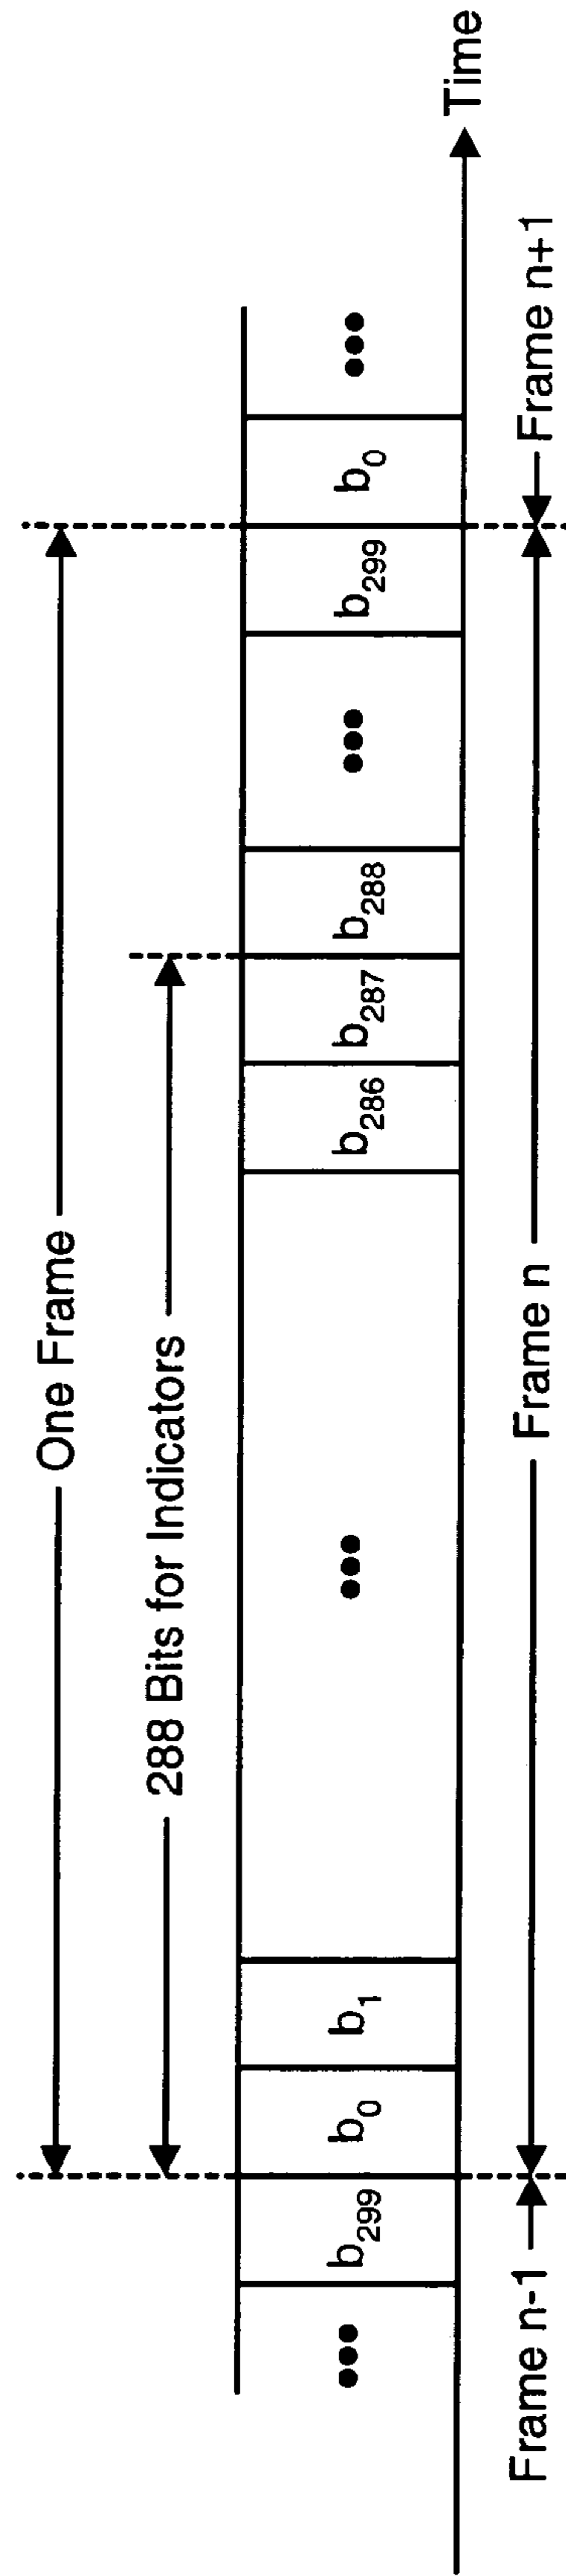 One Frame
288 Bits for Indicators
••• b₂₉₉ b₀ b₁ ••• b₂₈₆ b₂₈₇ b₂₈₈ ••• b₂₉₉ b₀ •••
Time
Frame n-1 Frame n Frame n+1